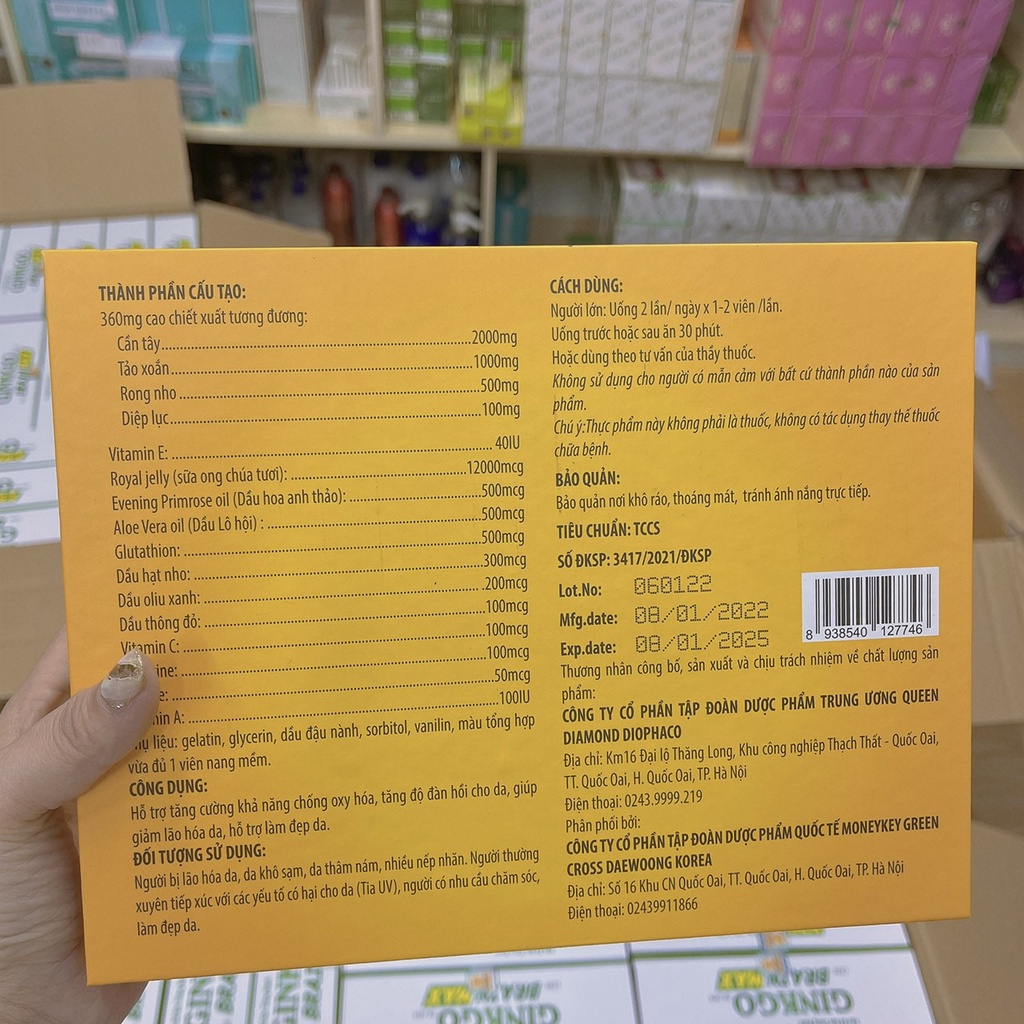 THÀNH PHẦN CẤU TẠO:
360mg cao chiết xuất tương đương:
Cần tây..........2000mg
Tảo xoắn..........1000mg
Rong nho..........500mg
Diệp lục..........100mg
Vitamin E:..........40IU
Royal jelly (sữa ong chúa tươi):..........12000mcg
Evening Primrose oil (Dầu hoa anh thảo):..........500mcg
Aloe Vera oil (Dầu Lô hội) :..........500mcg
Glutathion:..........500mcg
Dầu hạt nho:..........300mcg
Dầu oliu xanh:..........200mcg
Dầu thông đỏ:..........100mcg
Vitamin C:..........100mcg
ine:..........100mcg
e:..........50mcg
min A:..........100IU
liệu: gelatin, glycerin, dầu đậu nành, sorbitol, vanilin, màu tổng hợp
vừa đủ 1 viên nang mềm.
CÔNG DỤNG:
Hỗ trợ tăng cường khả năng chống oxy hóa, tăng độ đàn hồi cho da, giúp
giảm lão hóa da, hỗ trợ làm đẹp da.
ĐỐI TƯỢNG SỬ DỤNG:
Người bị lão hóa da, da khô sạm, da thâm nám, nhiều nếp nhăn. Người thường
xuyên tiếp xúc với các yếu tố có hại cho da (Tia UV), người có nhu cầu chăm sóc,
làm đẹp da.
CÁCH DÙNG:
Người lớn: Uống 2 lần/ ngày x 1-2 viên /lần.
Uống trước hoặc sau ăn 30 phút.
Hoặc dùng theo tự vấn của thầy thuốc.
Không sử dụng cho người có mẫn cảm với bất cứ thành phần nào của sản
phẩm.
Chú ý:Thực phẩm này không phải là thuốc, không có tác dụng thay thế thuốc
chữa bệnh.
BẢO QUẢN:
Bảo quản nơi khô ráo, thoáng mát, tránh ánh nắng trực tiếp.
TIÊU CHUẨN: TCCS
SỐ ĐKSP: 3417/2021/ĐKSP
Lot.No: 060122
Mfg.date: 08/01/2022
Exp.date: 08/01/2025
8 938540 127746
Thương nhân công bố, sản xuất và chịu trách nhiệm về chất lượng sản
phẩm:
CÔNG TY CỔ PHẦN TẬP ĐOÀN DƯỢC PHẨM TRUNG ƯƠNG QUEEN
DIAMOND DIOPHACO
Địa chỉ: Km16 Đại lộ Thăng Long, Khu công nghiệp Thạch Thất - Quốc Oai,
TT. Quốc Oai, H. Quốc Oai, TP. Hà Nội
Điện thoại: 0243.9999.219
Phân phối bởi:
CÔNG TY CỔ PHẦN TẬP ĐOÀN DƯỢC PHẨM QUỐC TẾ MONEYKEY GREEN
CROSS DAEWOONG KOREA
Địa chỉ: Số 16 Khu CN Quốc Oai, TT. Quốc Oai, H. Quốc Oai, TP. Hà Nội
Điện thoại: 02439911866
GINKGO
BRAIN MAX
GINKGO
BRAIN MAX